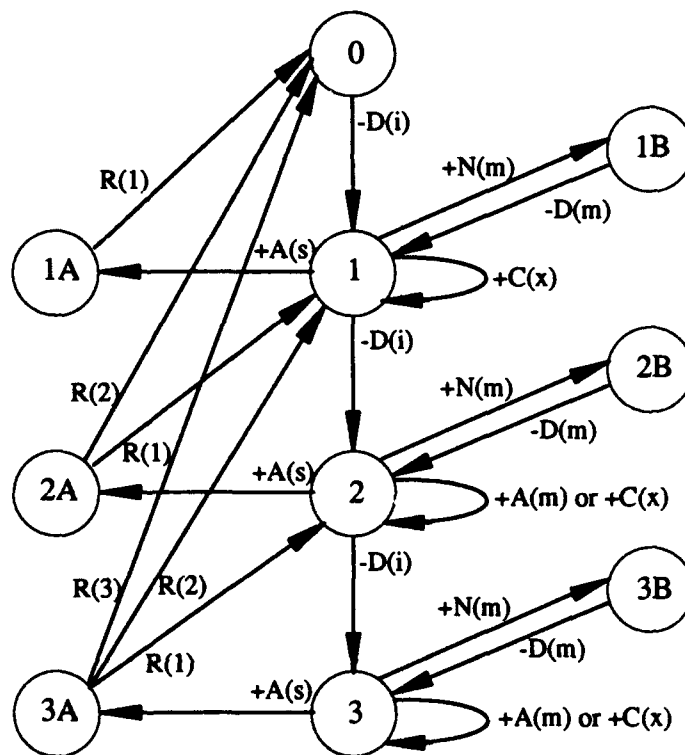 0
-D(i)
1B
+N(m)
R(1)
-D(m)
1A
+A(s)
1
+C(x)
-D(i)
2B
+N(m)
R(2)
-D(m)
R(1)
2A
+A(s)
2
+A(m) or +C(x)
-D(i)
3B
R(3)
R(2)
+N(m)
R(1)
-D(m)
3A
+A(s)
3
+A(m) or +C(x)